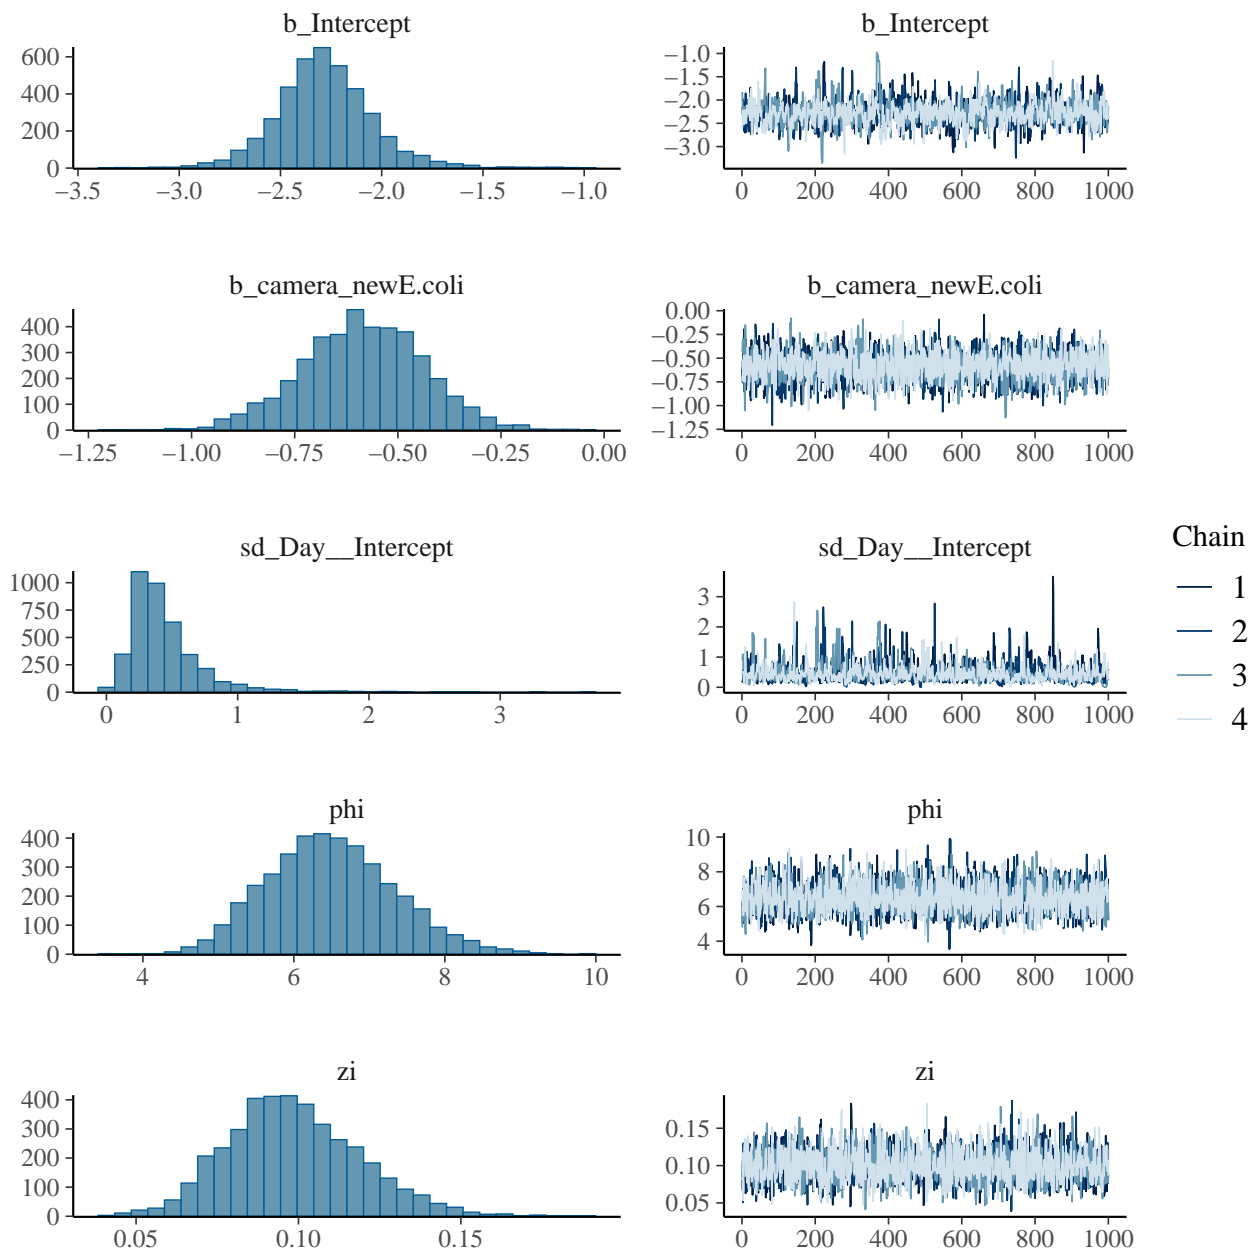 b_Intercept
600
400
200
0
−3.5 −3.0 −2.5 −2.0 −1.5 −1.0
b_Intercept
−1.0
−1.5
−2.0
−2.5
−3.0
0 200 400 600 800 1000
b_camera_newE.coli
400
300
200
100
0
−1.25 −1.00 −0.75 −0.50 −0.25 0.00
b_camera_newE.coli
0.00
−0.25
−0.50
−0.75
−1.00
−1.25
0 200 400 600 800 1000
sd_Day__Intercept
1000
750
500
250
0
0 1 2 3
sd_Day__Intercept
3
2
1
0
0 200 400 600 800 1000
phi
400
300
200
100
0
4 6 8 10
phi
10
8
6
4
0 200 400 600 800 1000
zi
400
300
200
100
0
0.05 0.10 0.15
zi
0.15
0.10
0.05
0 200 400 600 800 1000
Chain
1
2
3
4